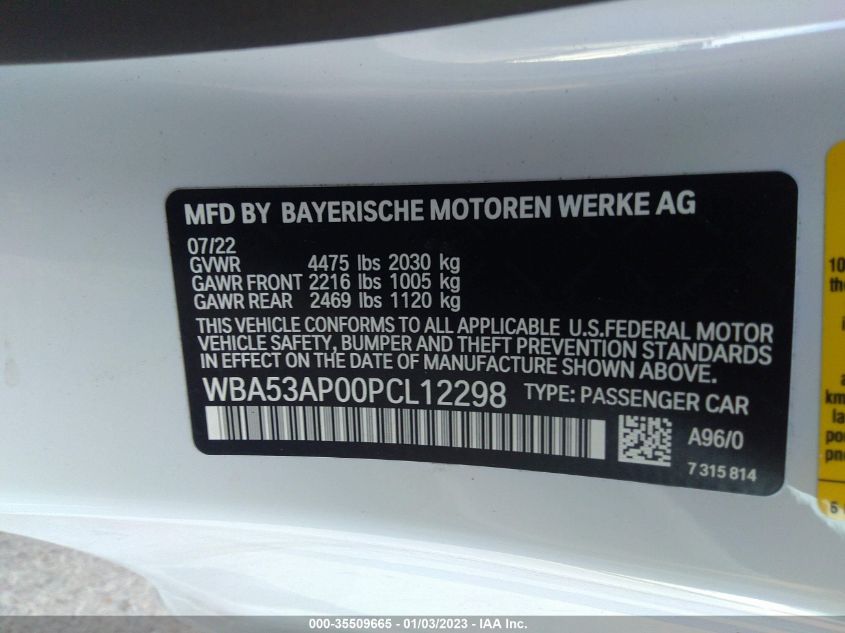 MFD BY BAYERISCHE MOTOREN WERKE AG
07/22
GVWR 4475 lbs 2030 kg
GAWR FRONT 2216 lbs 1005 kg
GAWR REAR 2469 lbs 1120 kg
THIS VEHICLE CONFORMS TO ALL APPLICABLE U.S.FEDERAL MOTOR
VEHICLE SAFETY, BUMPER AND THEFT PREVENTION STANDARDS
IN EFFECT ON THE DATE OF MANUFACTURE SHOWN ABOVE.
WBA53AP00PCL12298 TYPE: PASSENGER CAR
A96/0
7 315 814
000-35509665 - 01/03/2023 - IAA Inc.